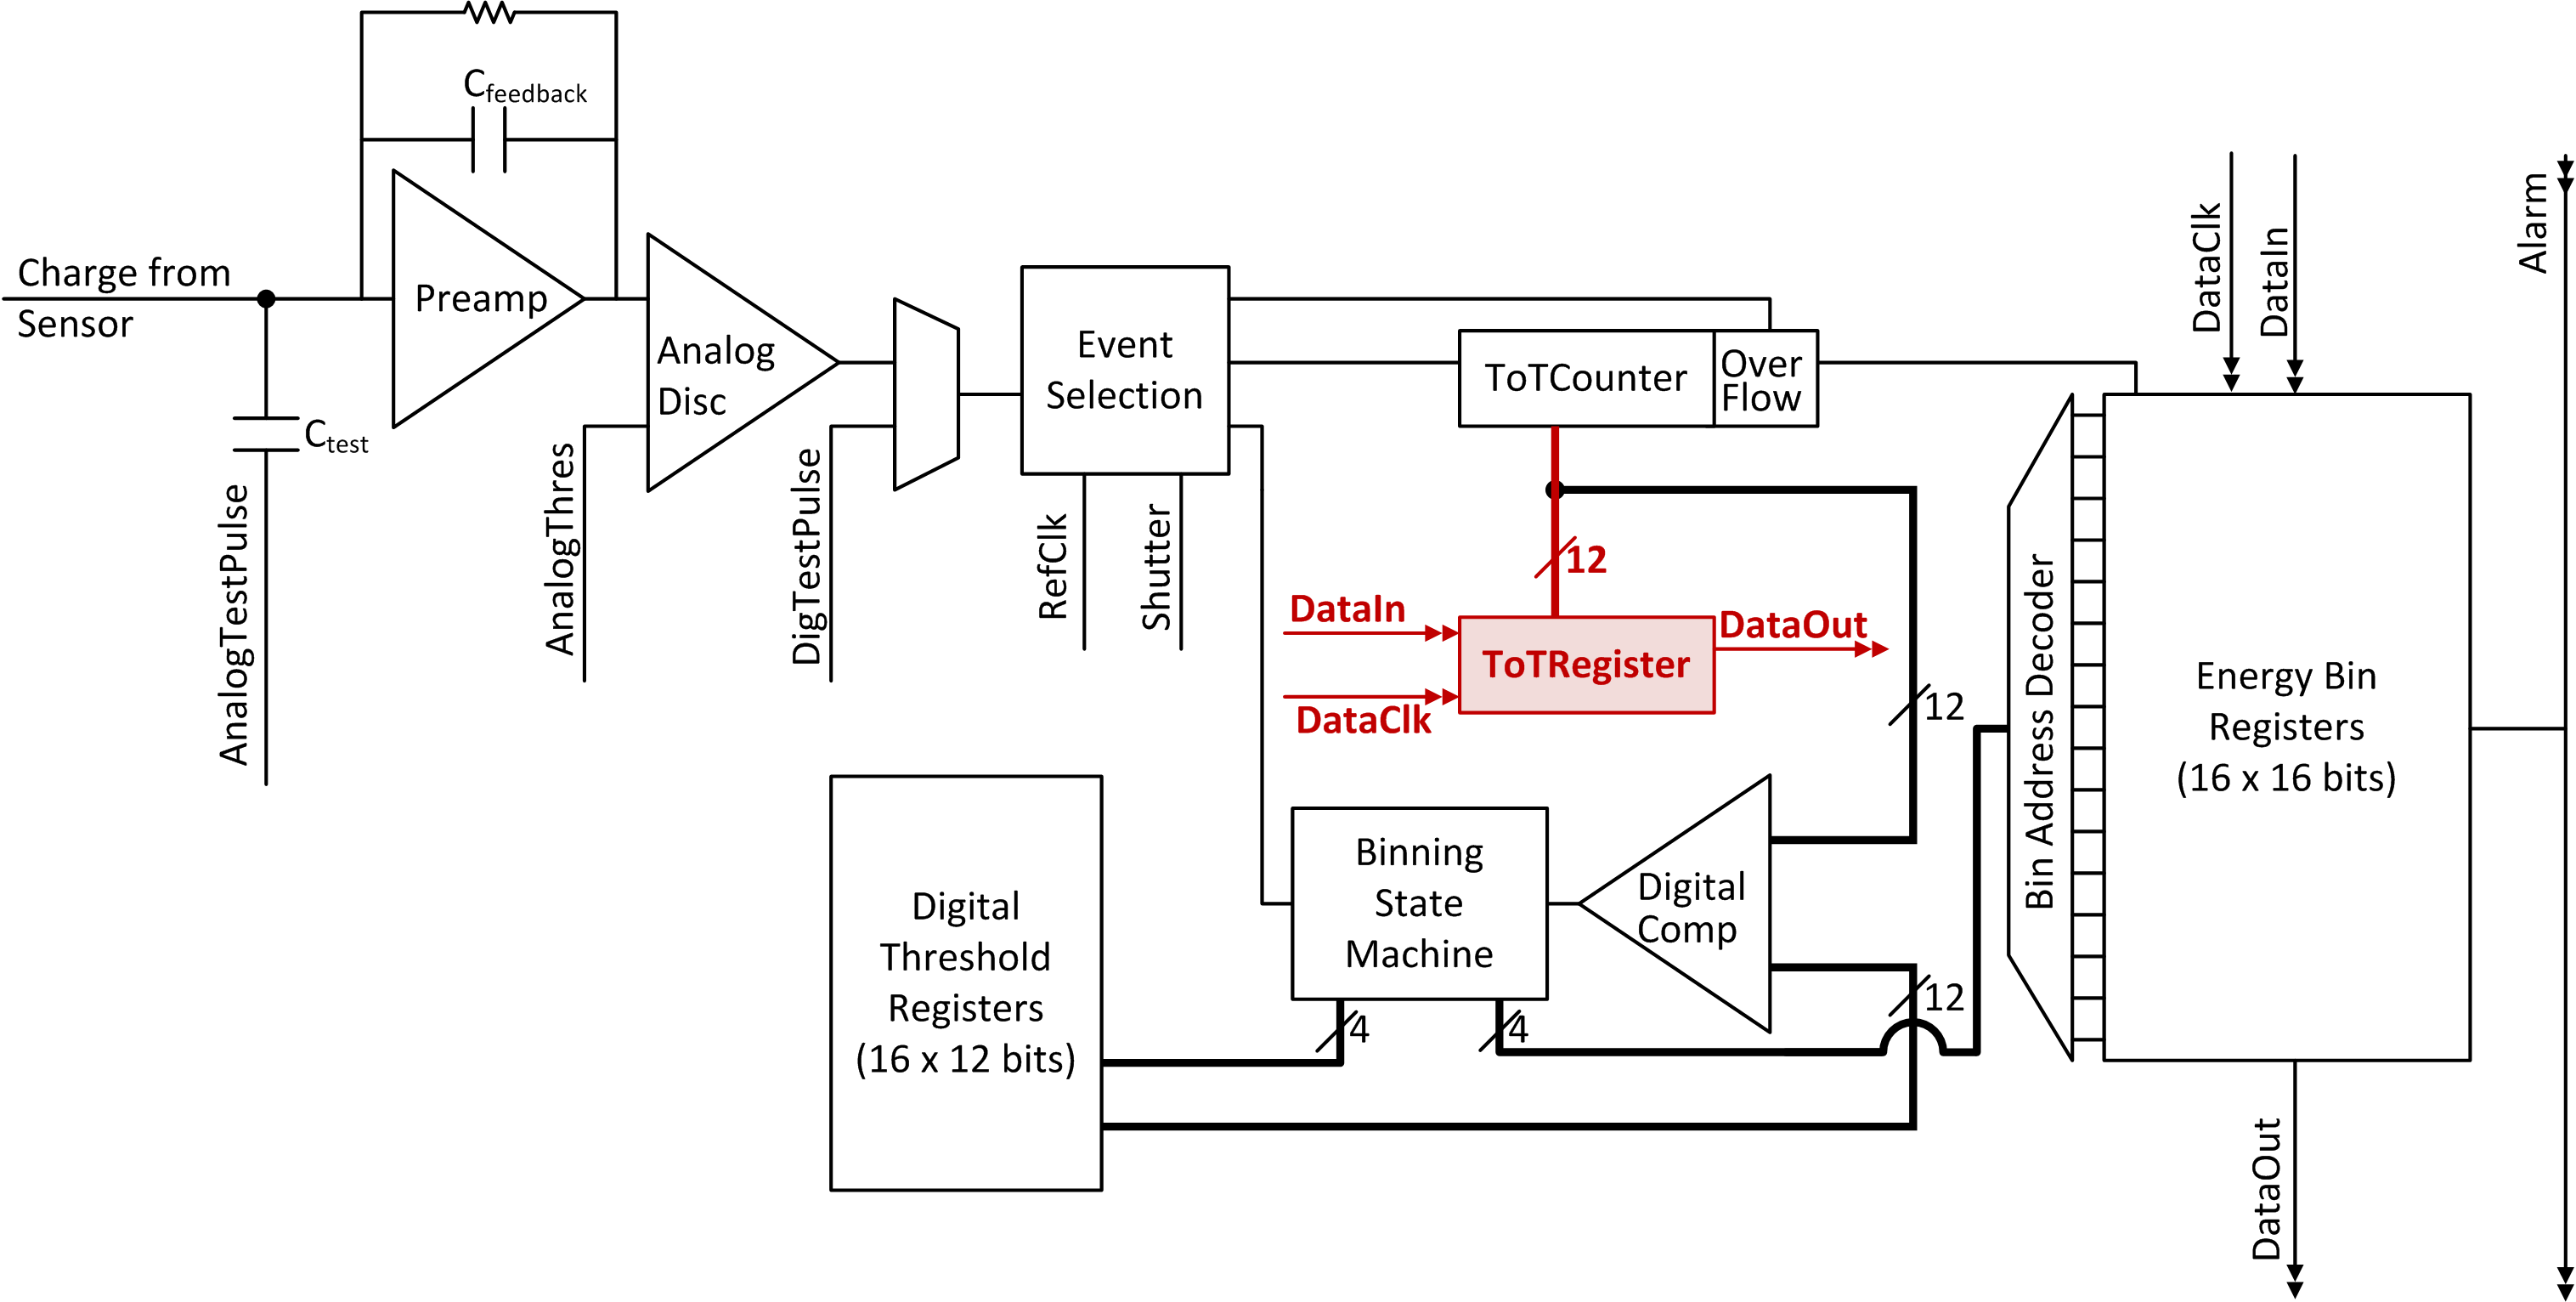 C feedback
Charge from
Sensor
Preamp
C test
AnalogTestPulse
Analog
Disc
AnalogThres
DigTestPulse
Event
Selection
RefClk
Shutter
ToTCounter
Over
Flow
12
DataIn
DataClk
ToTRegister
DataOut
12
Digital
Threshold
Registers
(16 x 12 bits)
Binning
State
Machine
4
4
Digital
Comp
12
Bin Address Decoder
DataClk
DataIn
Energy Bin
Registers
(16 x 16 bits)
DataOut
Alarm